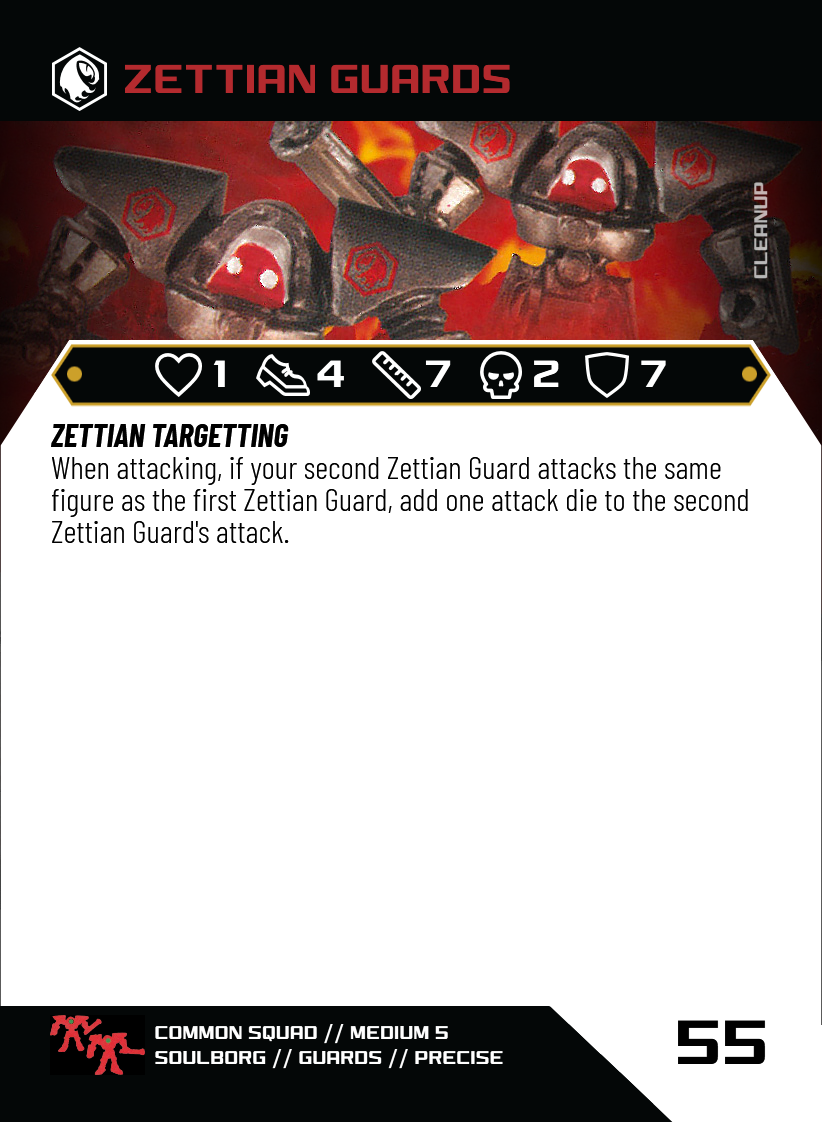 ZETTIAN GUARDS
CLEANUP
1 4 7 2 7
ZETTIAN TARGETTING
When attacking, if your second Zettian Guard attacks the same
figure as the first Zettian Guard, add one attack die to the second
Zettian Guard's attack.
COMMON SQUAD // MEDIUM 5
SOULBORG // GUARDS // PRECISE
55